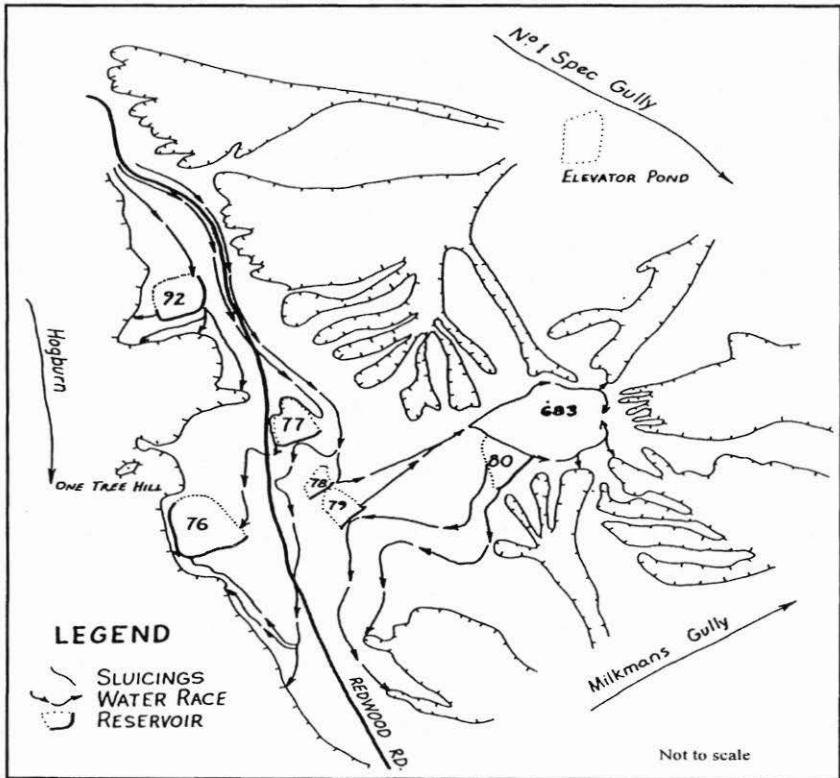 Nº 1 Spec Gully
ELEVATOR POND
92
Hogburn
683
77
80
78
ONE TREE HILL
79
76
LEGEND
SLUICINGS
WATER RACE
RESERVOIR
REDWOOD RD.
Milkmans Gully
Not to scale